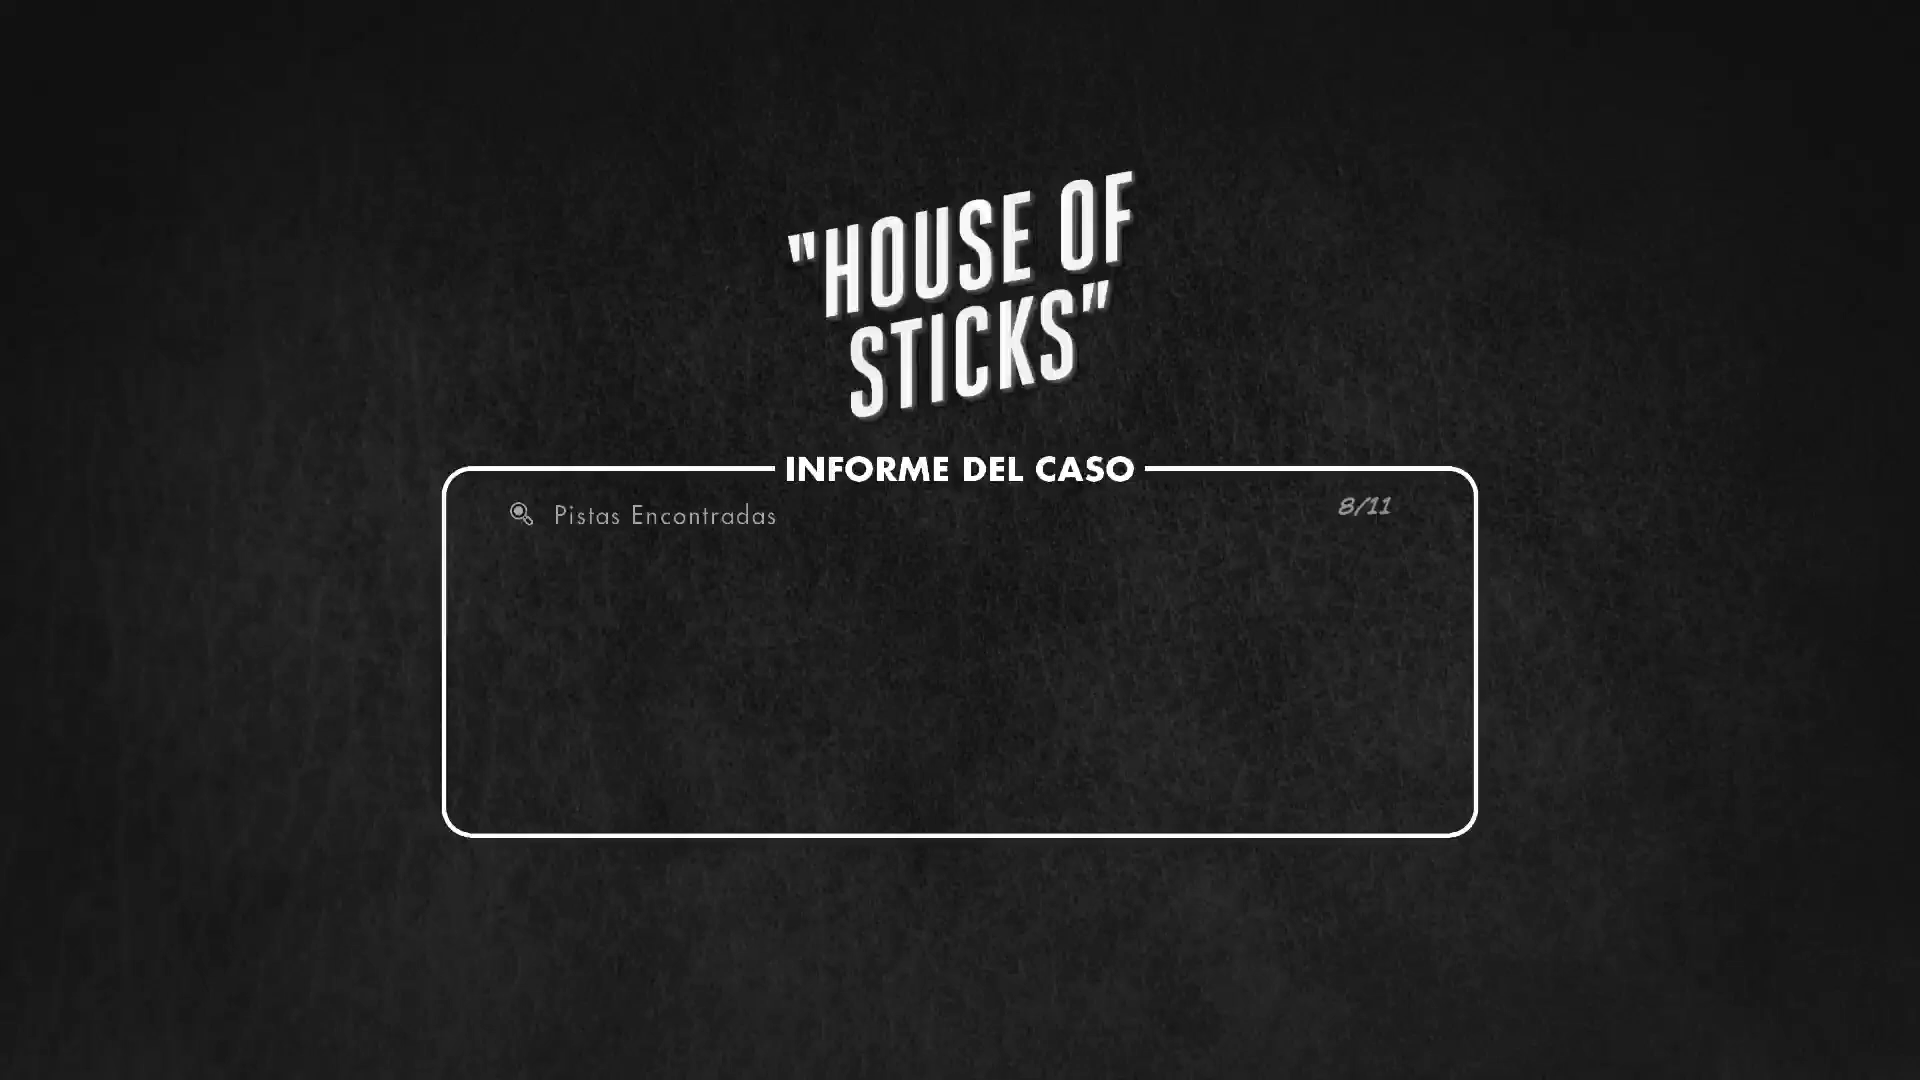 "HOUSE OF
STICKS"
INFORME DEL CASO
Pistas Encontradas 8/11